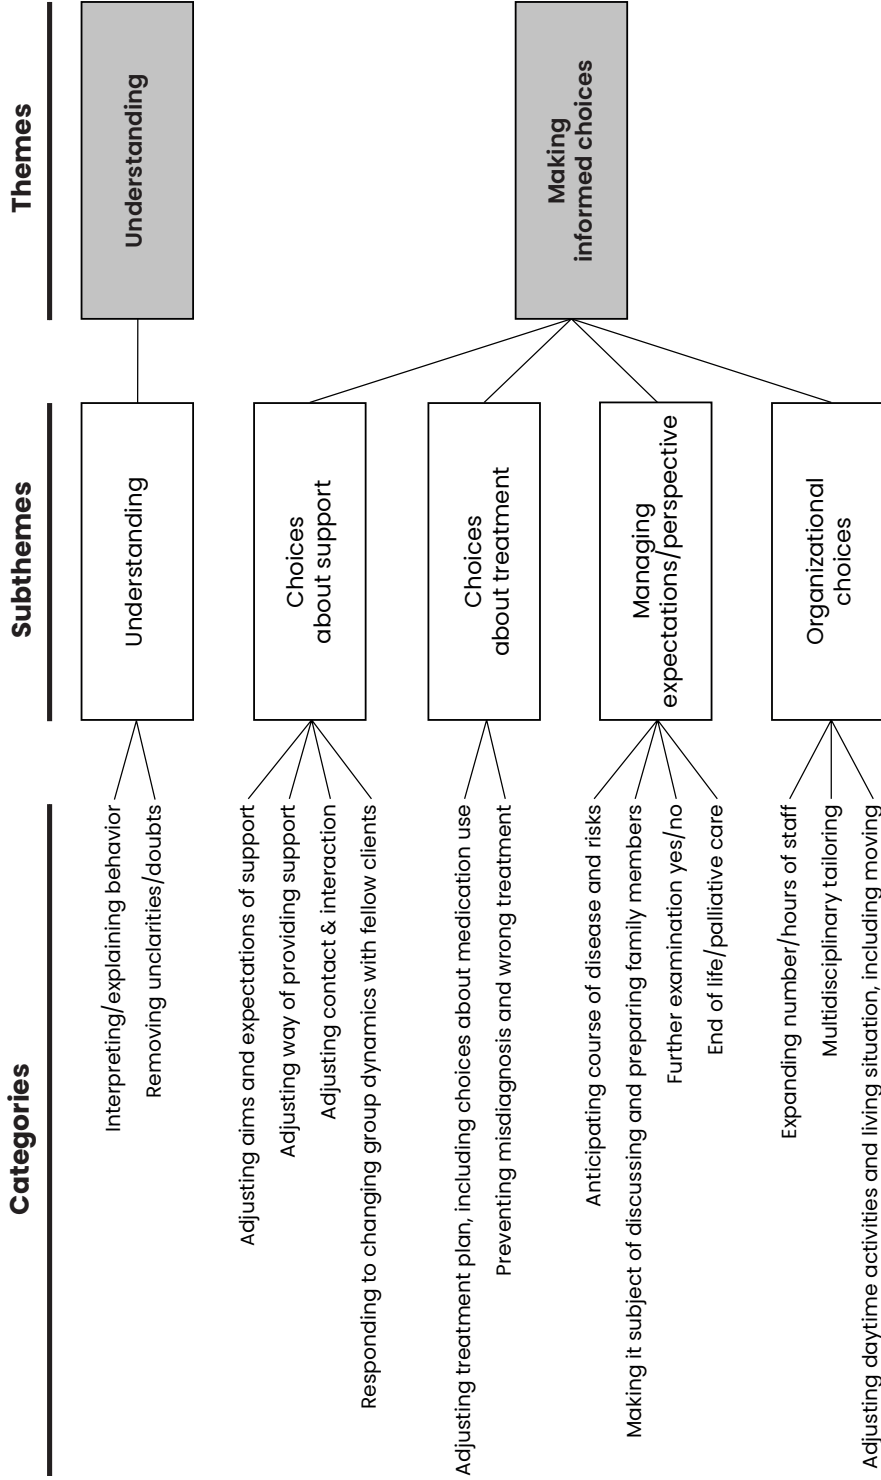 Categories
Subthemes
Themes
Interpreting/explaining behavior
Removing unclarities/doubts
Understanding
Understanding
Adjusting aims and expectations of support
Adjusting way of providing support
Adjusting contact & interaction
Responding to changing group dynamics with fellow clients
Choices
about support
Adjusting treatment plan, including choices about medication use
Preventing misdiagnosis and wrong treatment
Choices
about treatment
Making
informed choices
Anticipating course of disease and risks
Making it subject of discussing and preparing family members
Further examination yes/no
End of life/palliative care
Managing
expectations/perspective
Expanding number/hours of staff
Multidisciplinary tailoring
Adjusting daytime activities and living situation, including moving
Organizational
choices